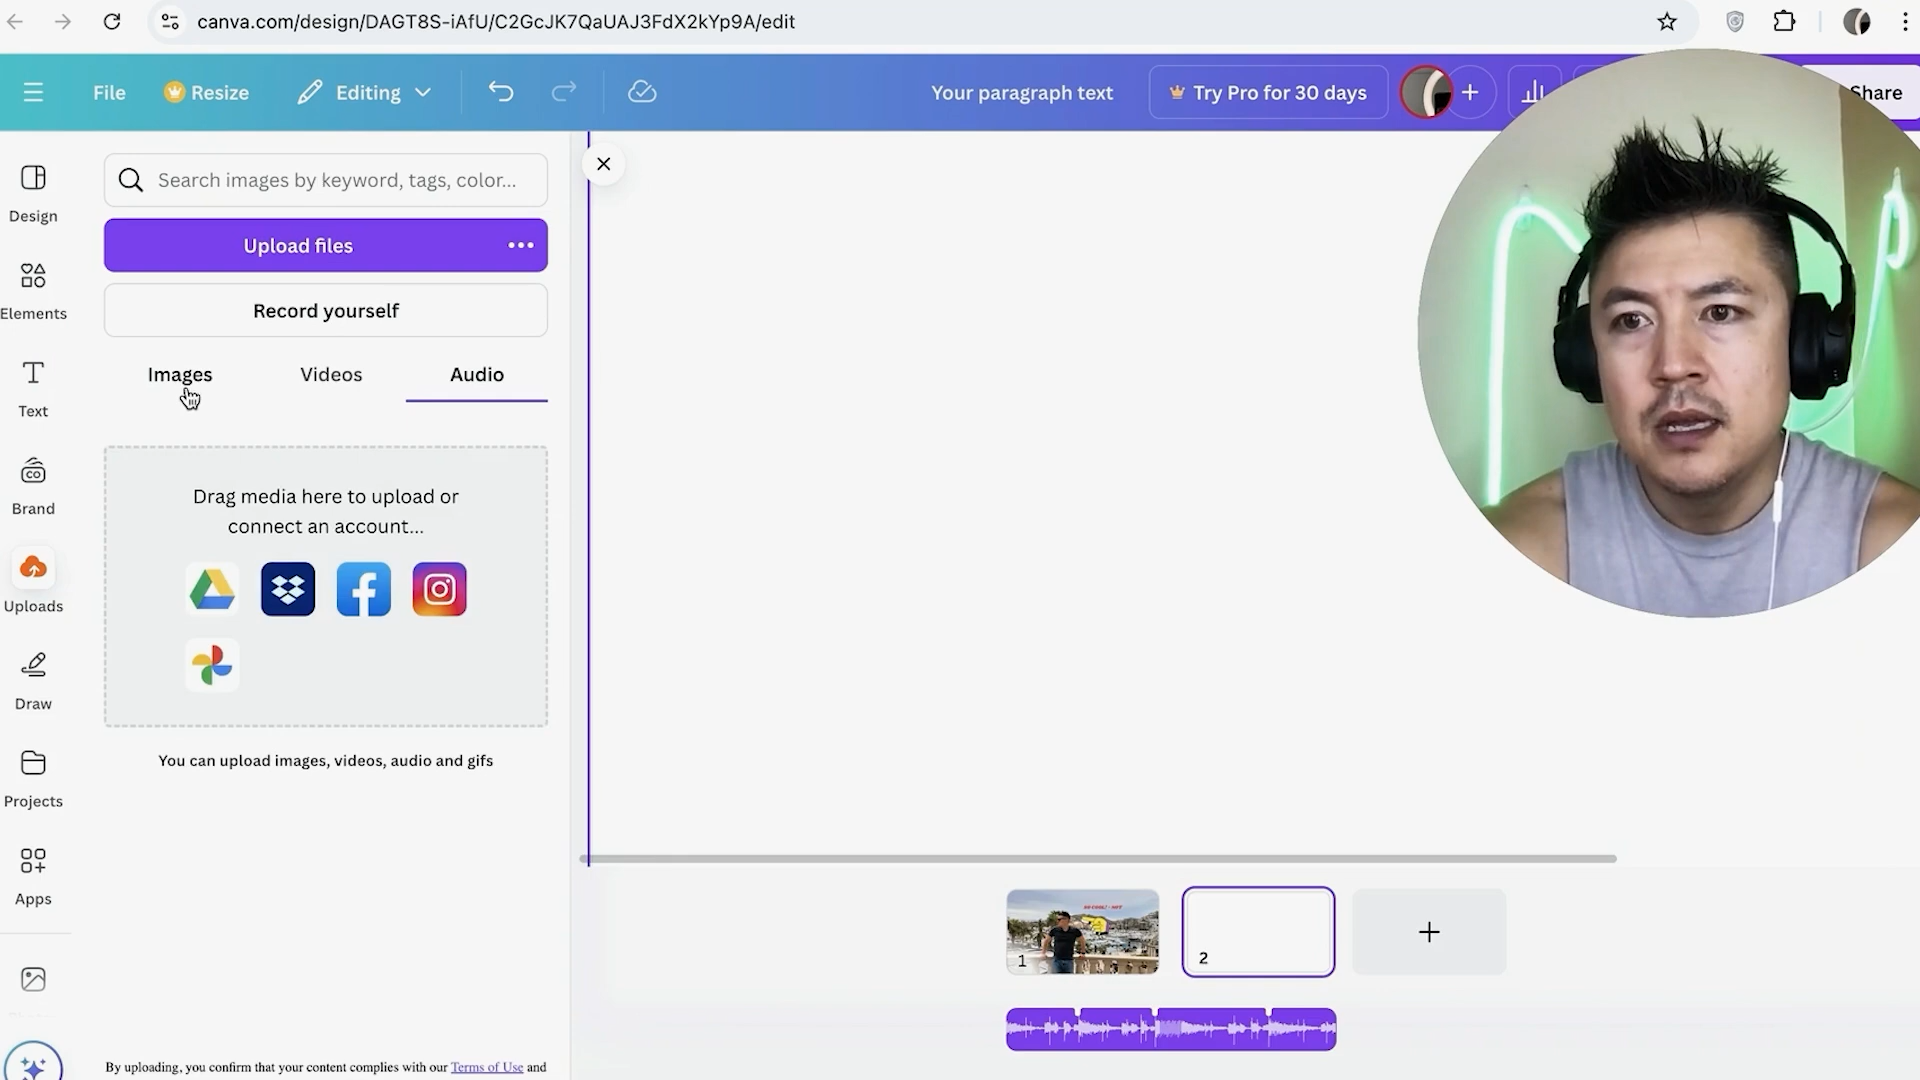 canva.com/design/DAGT8S-iAfU/C2GcJK7QaUAJ3FdX2kYp9A/edit
File
Resize
Editing
Your paragraph text
Try Pro for 30 days
Share
Design
Elements
Text
Brand
Uploads
Draw
Projects
Apps
Search images by keyword, tags, color...
Upload files
Record yourself
Images
Videos
Audio
Drag media here to upload or
connect an account...
You can upload images, videos, audio and gifs
By uploading, you confirm that your content complies with our Terms of Use and
1
2